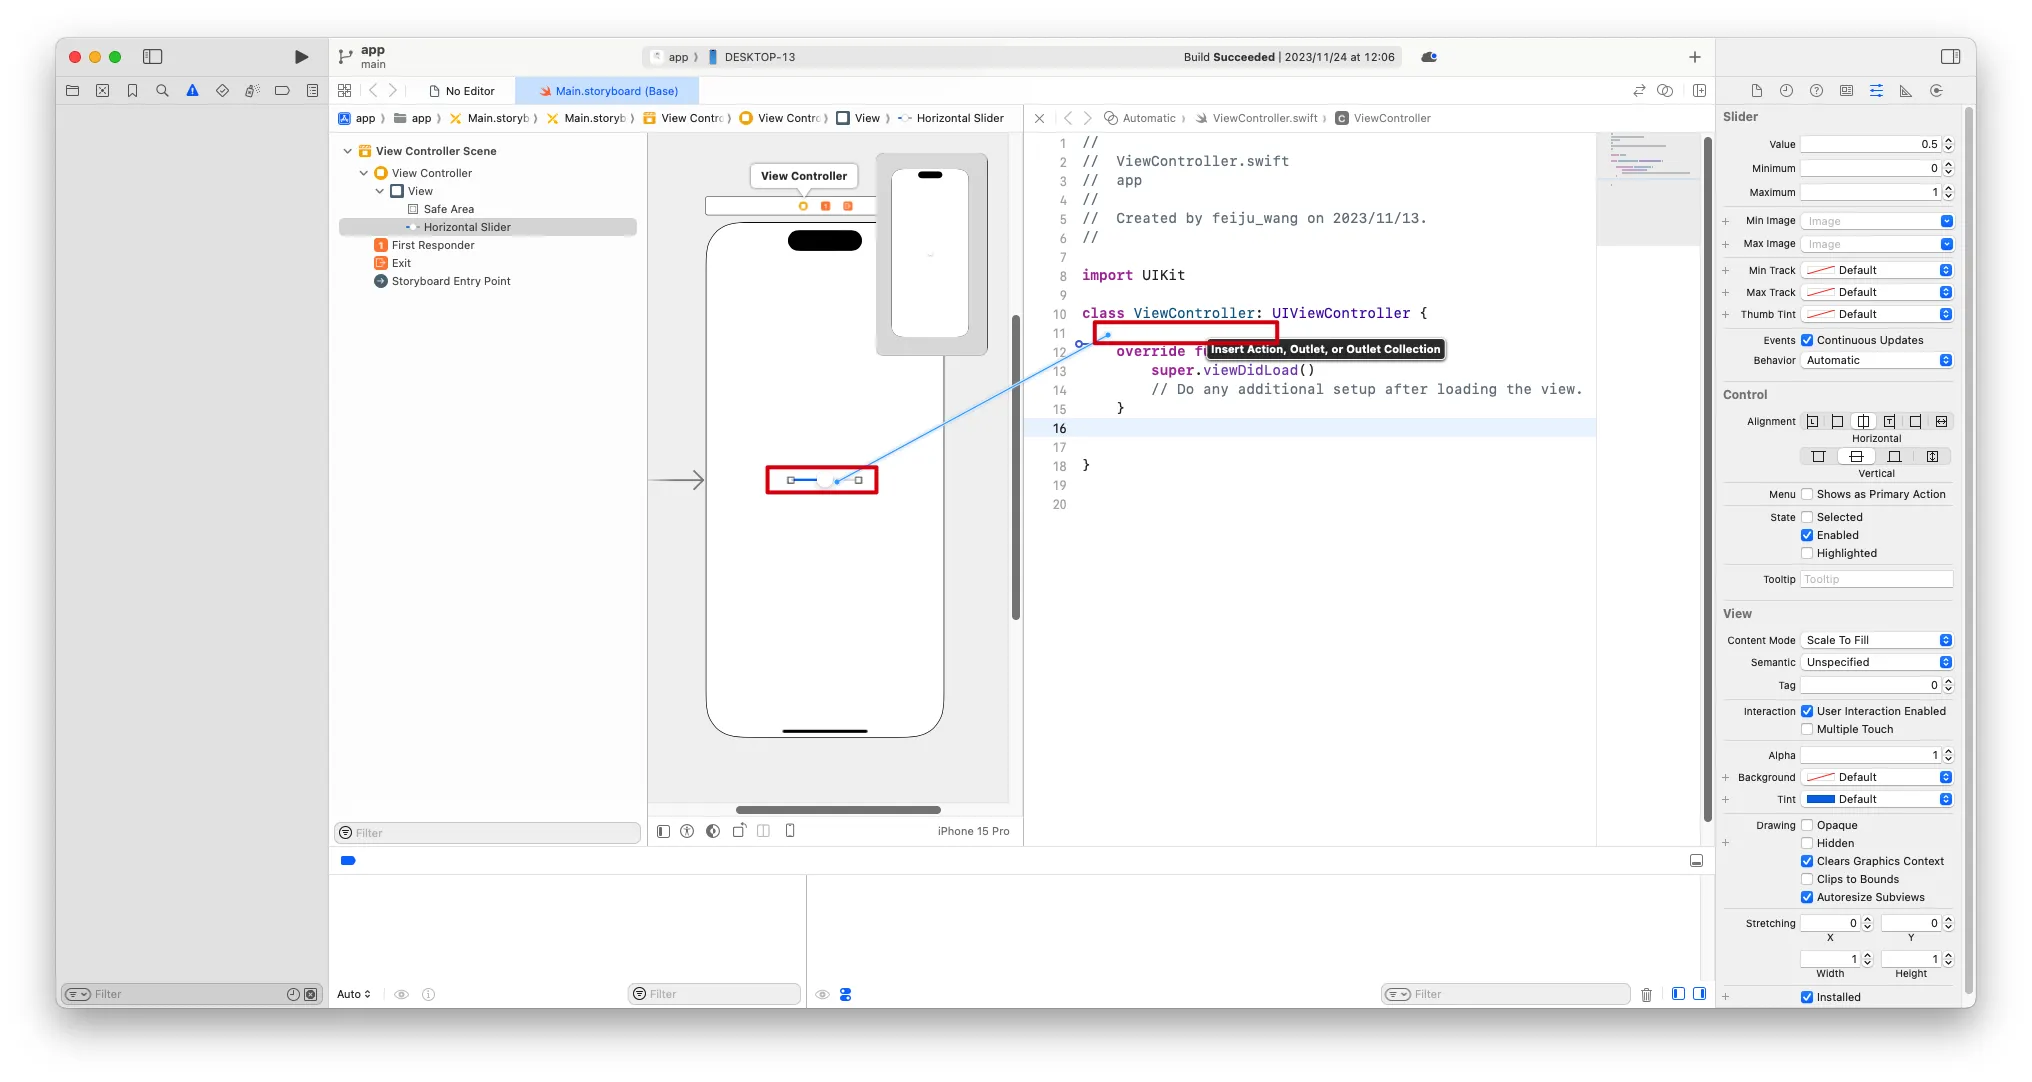 app
main
app
DESKTOP-13
Build Succeeded | 2023/11/24 at 12:06
No Editor
Main.storyboard (Base)
app
app
Main.storyb
Main.storyb
View Contro
View Contro
View
Horizontal Slider
Automatic
ViewController.swift
C ViewController
View Controller Scene
View Controller
View
Safe Area
Horizontal Slider
1 First Responder
Exit
Storyboard Entry Point
View Controller
1 //
2 //  ViewController.swift
3 //  app
4 //
5 //  Created by feiju_wang on 2023/11/13.
6 //
7
8 import UIKit
9
10 class ViewController: UIViewController {
11
12 override f
Insert Action, Outlet, or Outlet Collection
13 super.viewDidLoad()
14 // Do any additional setup after loading the view.
15 }
16
17
18 }
19
20
iPhone 15 Pro
Filter
Filter
Auto
Filter
Filter
Slider
Value 0.5
Minimum 0
Maximum 1
Min Image Image
Max Image Image
Min Track Default
Max Track Default
Thumb Tint Default
Events Continuous Updates
Behavior Automatic
Control
Alignment
Horizontal
Vertical
Menu Shows as Primary Action
State Selected
Enabled
Highlighted
Tooltip Tooltip
View
Content Mode Scale To Fill
Semantic Unspecified
Tag 0
Interaction User Interaction Enabled
Multiple Touch
Alpha 1
Background Default
Tint Default
Drawing Opaque
Hidden
Clears Graphics Context
Clips to Bounds
Autoresize Subviews
Stretching 0 0
X Y
1 1
Width Height
Installed